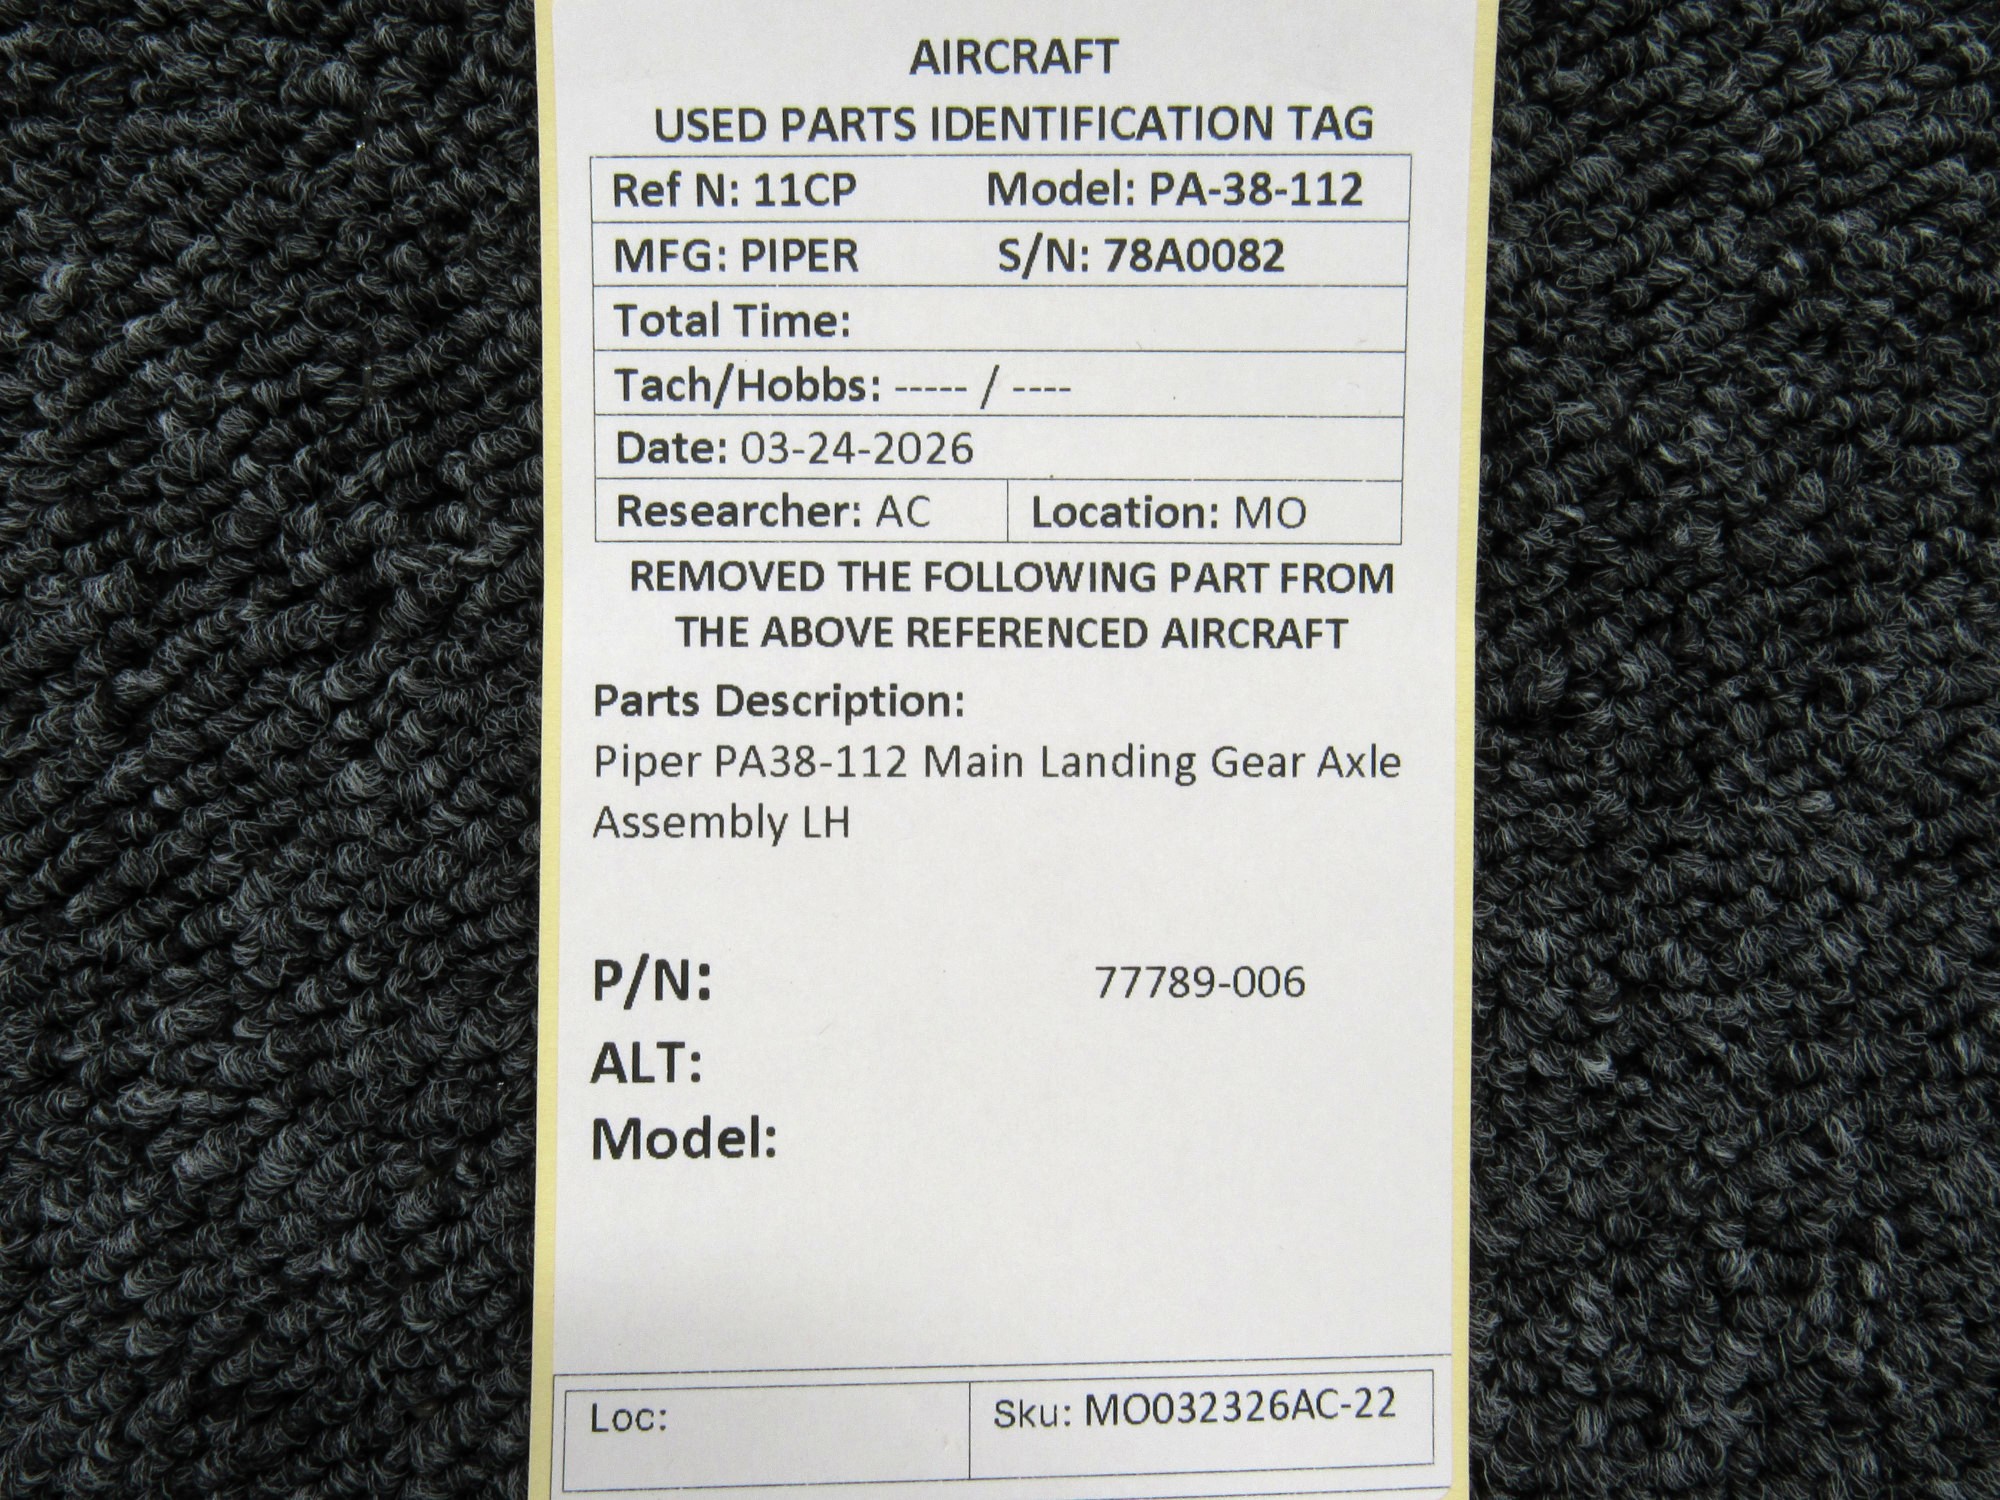 AIRCRAFT
USED PARTS IDENTIFICATION TAG
Ref N: 11CP Model: PA-38-112
MFG: PIPER S/N: 78A0082
Total Time:
Tach/Hobbs: ----- / ----
Date: 03-24-2026
Researcher: AC Location: MO
REMOVED THE FOLLOWING PART FROM
THE ABOVE REFERENCED AIRCRAFT
Parts Description:
Piper PA38-112 Main Landing Gear Axle
Assembly LH
P/N: 77789-006
ALT:
Model:
Loc: Sku: MO032326AC-22